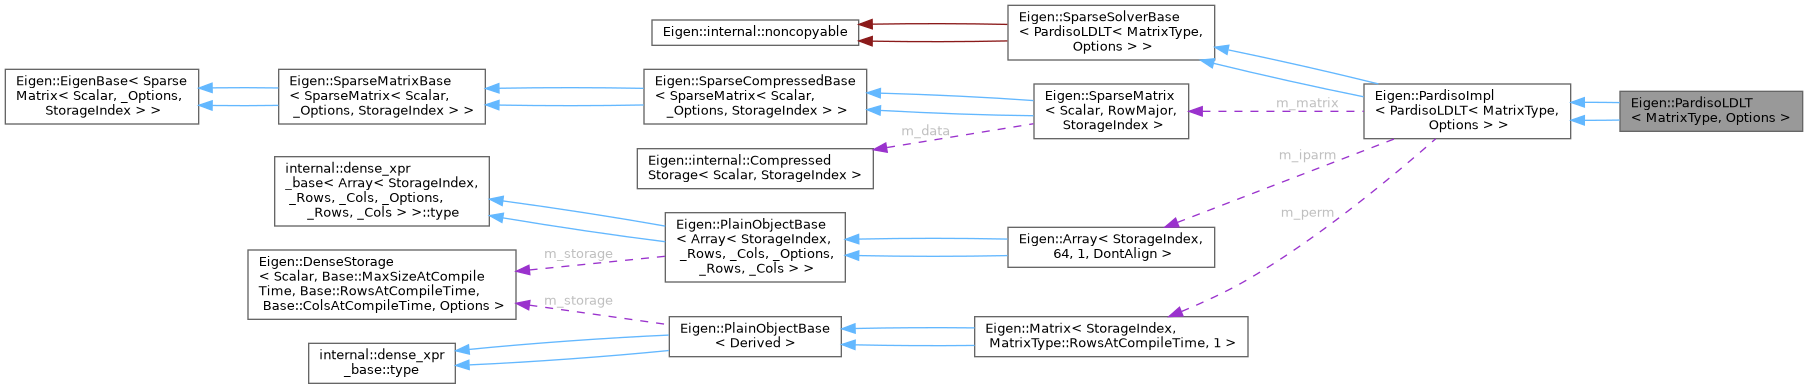 Eigen::internal::noncopyable
Eigen::SparseSolverBase
< PardisoLDLT< MatrixType,
Options > >
Eigen::EigenBase< Sparse
Matrix< Scalar, _Options,
StorageIndex > >
Eigen::SparseMatrixBase
< SparseMatrix< Scalar,
_Options, StorageIndex > >
Eigen::SparseCompressedBase
< SparseMatrix< Scalar,
_Options, StorageIndex > >
Eigen::SparseMatrix
< Scalar, RowMajor,
StorageIndex >
m_matrix
Eigen::PardisoImpl
< PardisoLDLT< MatrixType,
Options > >
Eigen::PardisoLDLT
< MatrixType, Options >
m_data
Eigen::internal::Compressed
Storage< Scalar, StorageIndex >
m_iparm
internal::dense_xpr
_base< Array< StorageIndex,
_Rows, _Cols, _Options,
_Rows, _Cols > >::type
Eigen::PlainObjectBase
< Array< StorageIndex,
_Rows, _Cols, _Options,
_Rows, _Cols > >
m_perm
Eigen::Array< StorageIndex,
64, 1, DontAlign >
m_storage
Eigen::DenseStorage
< Scalar, Base::MaxSizeAtCompile
Time, Base::RowsAtCompileTime,
Base::ColsAtCompileTime, Options >
m_storage
Eigen::PlainObjectBase
< Derived >
Eigen::Matrix< StorageIndex,
MatrixType::RowsAtCompileTime, 1 >
internal::dense_xpr
_base::type